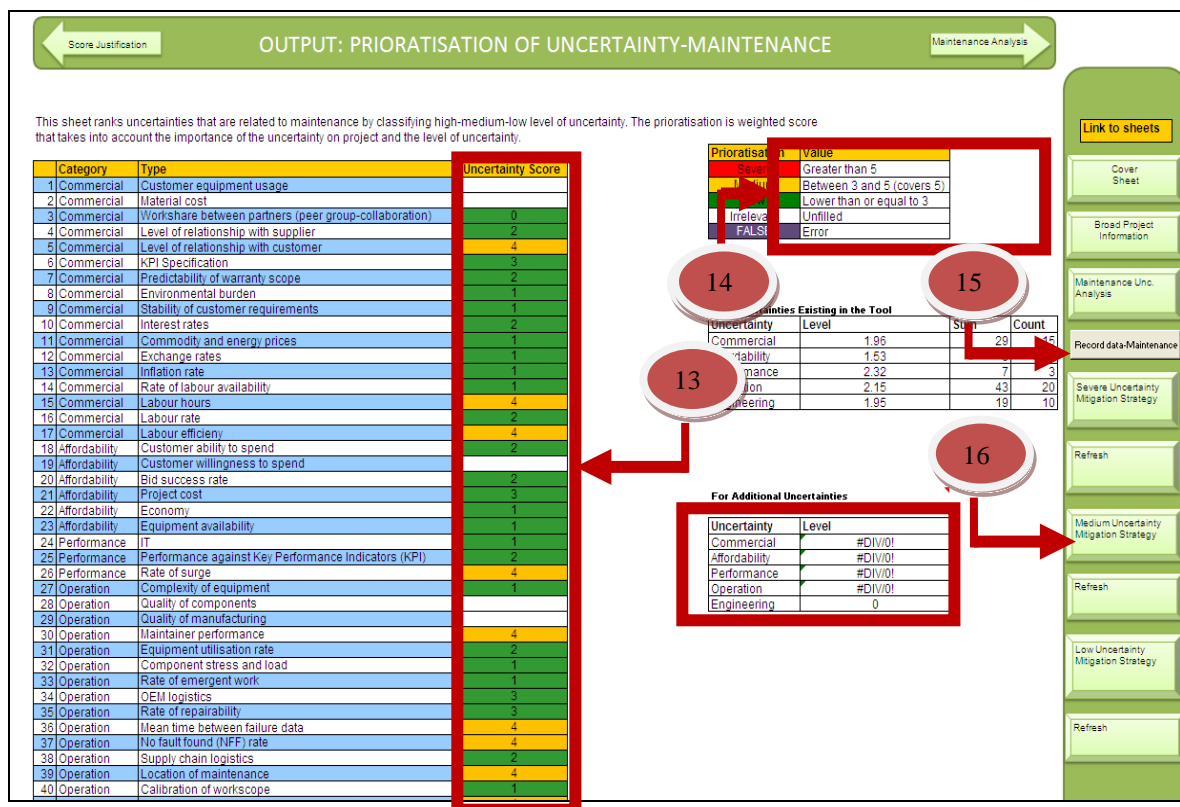 Score Justification
OUTPUT: PRIORATISATION OF UNCERTAINTY-MAINTENANCE
Maintenance Analysis
This sheet ranks uncertainties that are related to maintenance by classifying high-medium-low level of uncertainty. The prioratisation is weighted score
that takes into account the importance of the uncertainty on project and the level of uncertainty.
Category Type Uncertainty Score
1 Commercial Customer equipment usage
2 Commercial Material cost
3 Commercial Workshare between partners (peer group-collaboration) 0
4 Commercial Level of relationship with supplier 2
5 Commercial Level of relationship with customer 4
6 Commercial KPI Specification 3
7 Commercial Predictability of warranty scope 2
8 Commercial Environmental burden 1
9 Commercial Stability of customer requirements 1
10 Commercial Interest rates 2
11 Commercial Commodity and energy prices 1
12 Commercial Exchange rates 1
13 Commercial Inflation rate 1
14 Commercial Rate of labour availability 1
15 Commercial Labour hours 4
16 Commercial Labour rate 2
17 Commercial Labour efficieny 4
18 Affordability Customer ability to spend 2
19 Affordability Customer willingness to spend
20 Affordability Bid success rate 2
21 Affordability Project cost 3
22 Affordability Economy 1
23 Affordability Equipment availability 1
24 Performance IT 1
25 Performance Performance against Key Performance Indicators (KPI) 2
26 Performance Rate of surge 4
27 Operation Complexity of equipment 1
28 Operation Quality of components
29 Operation Quality of manufacturing
30 Operation Maintainer performance 4
31 Operation Equipment utilisation rate 2
32 Operation Component stress and load 1
33 Operation Rate of emergent work 1
34 Operation OEM logistics 3
35 Operation Rate of repairability 3
36 Operation Mean time between failure data 4
37 Operation No fault found (NFF) rate 4
38 Operation Supply chain logistics 2
39 Operation Location of maintenance 4
40 Operation Calibration of workscope 1
Prioratisation Value
Severe Greater than 5
Between 3 and 5 (covers 5)
Lower than or equal to 3
Irrelevant Unfilled
FALSE Error
14
15
Existing in the Tool
Uncertainty Level Sum Count
Commercial 1.96 29 15
1.53
2.32 7 3
2.15 43 20
1.95 19 10
13
16
For Additional Uncertainties
Uncertainty Level
Commercial #DIV/0!
Affordability #DIV/0!
Performance #DIV/0!
Operation #DIV/0!
Engineering 0
Link to sheets
Cover
Sheet
Broad Project
Information
Maintenance Unc.
Analysis
Record data-Maintenance
Severe Uncertainty
Mitigation Strategy
Refresh
Medium Uncertainty
Mitigation Strategy
Refresh
Low Uncertainty
Mitigation Strategy
Refresh